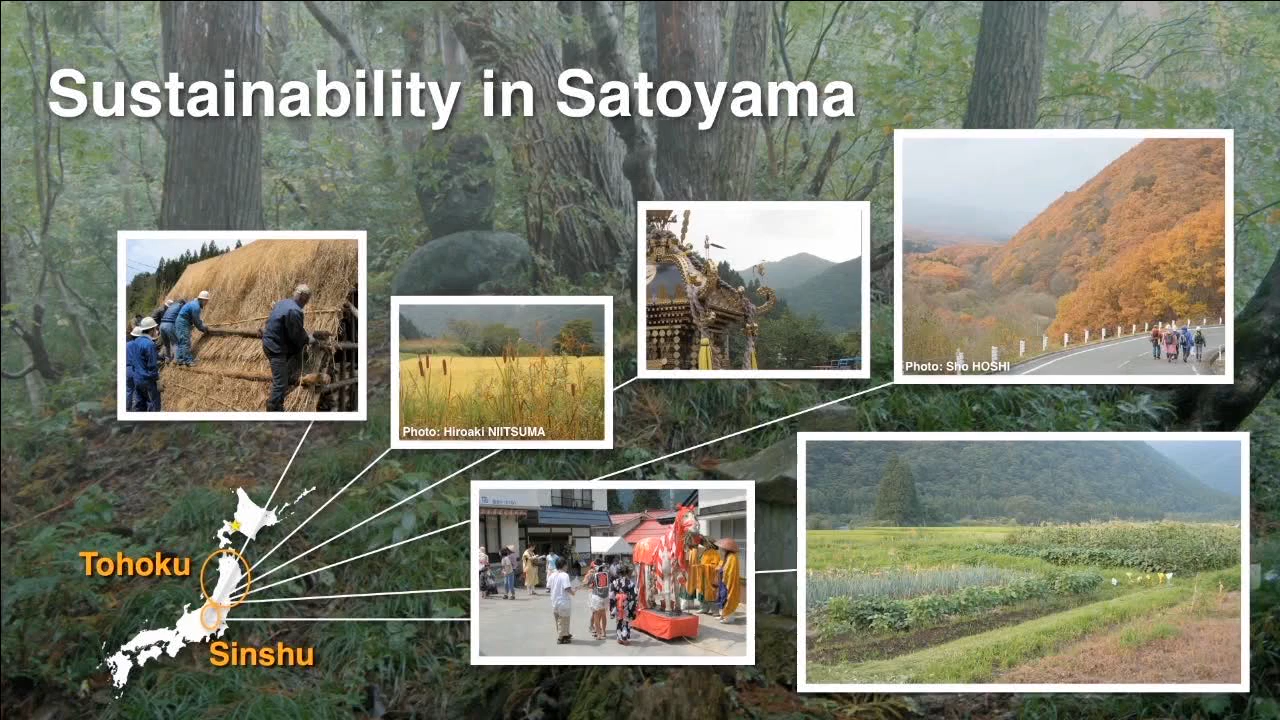 Sustainability in Satoyama
Photo: Sho HOSHI
Photo: Hiroaki NIITSUMA
Tohoku
Sinshu